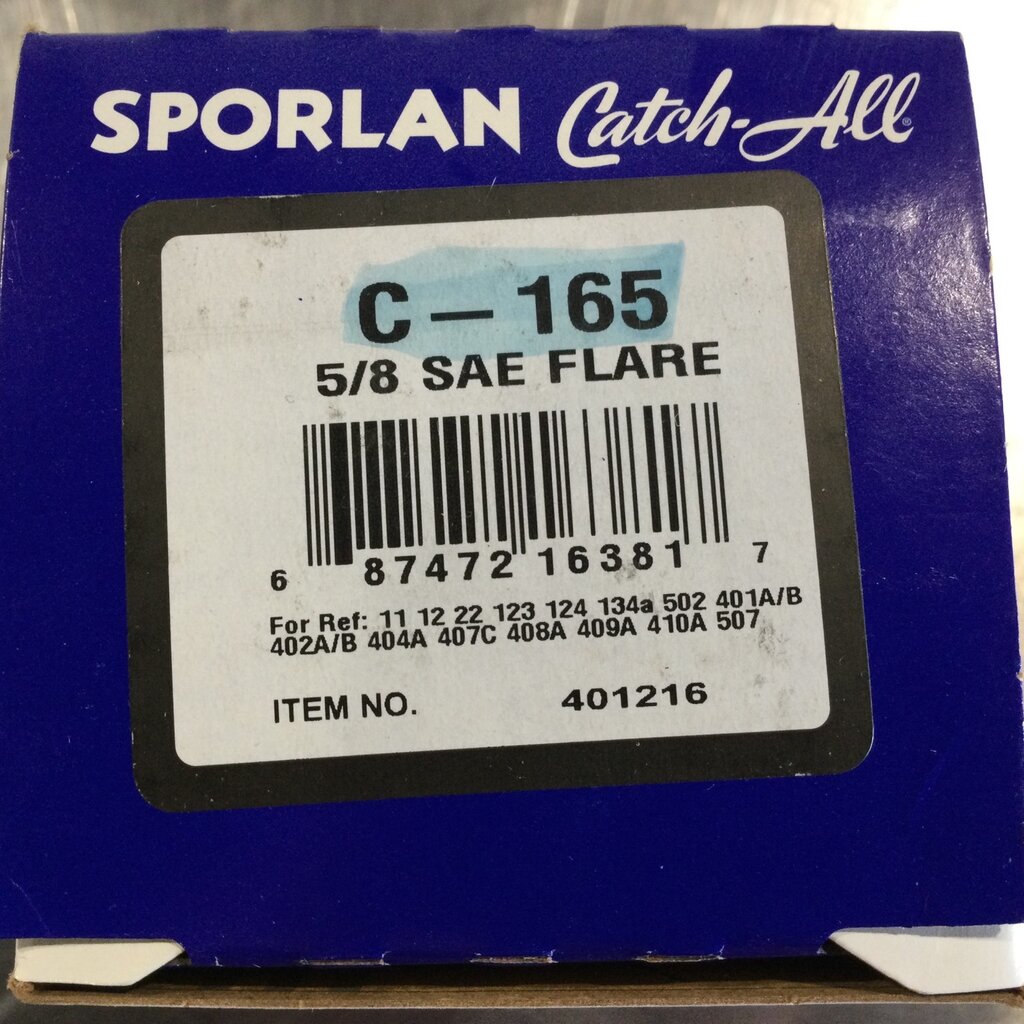 SPORLAN Catch-All®
C – 165
5/8 SAE FLARE
6 87472 16381 7
For Ref: 11 12 22 123 124 134a 502 401A/B
402A/B 404A 407C 408A 409A 410A 507
ITEM NO. 401216